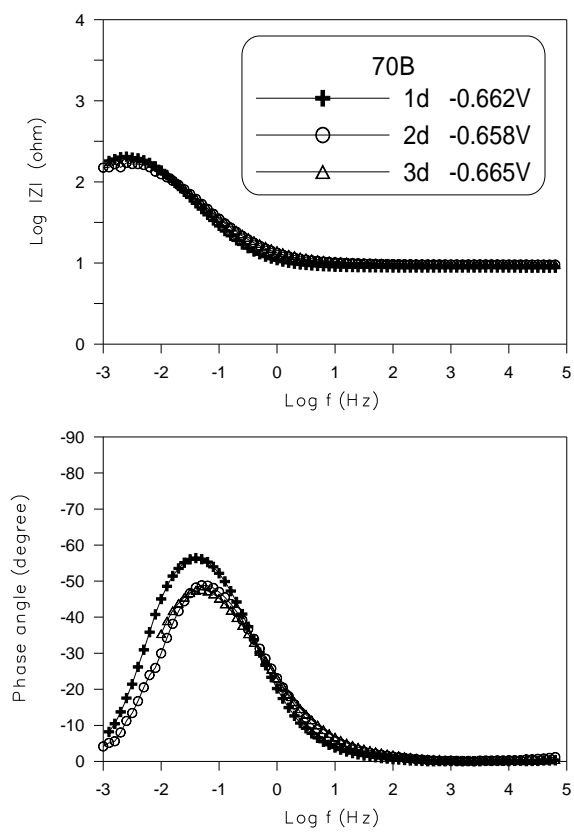 4
3
2
1
0
Log IZI (ohm)
70B
1d -0.662V
2d -0.658V
3d -0.665V
-3 -2 -1 0 1 2 3 4 5
Log f (Hz)
-90
-80
-70
-60
-50
-40
-30
-20
-10
0
Phase angle (degree)
-3 -2 -1 0 1 2 3 4 5
Log f (Hz)